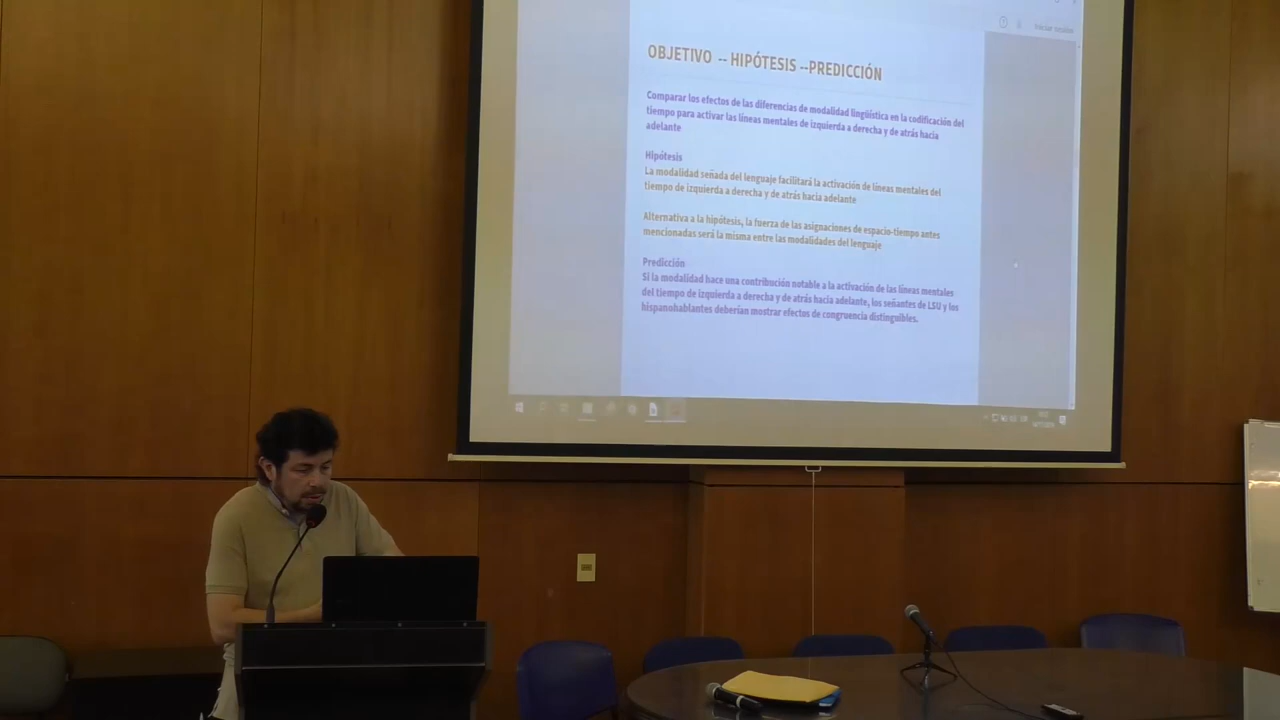 Iniciar sesión
OBJETIVO -- HIPÓTESIS --PREDICCIÓN
Comparar los efectos de las diferencias de modalidad lingüística en la codificación del
tiempo para activar las líneas mentales de izquierda a derecha y de atrás hacia
adelante
Hipótesis
La modalidad señada del lenguaje facilitará la activación de líneas mentales del
tiempo de izquierda a derecha y de atrás hacia adelante
Alternativa a la hipótesis, la fuerza de las asignaciones de espacio-tiempo antes
mencionadas será la misma entre las modalidades del lenguaje
Predicción
Si la modalidad hace una contribución notable a la activación de las líneas mentales
del tiempo de izquierda a derecha y de atrás hacia adelante, los señantes de LSU y los
hispanohablantes deberían mostrar efectos de congruencia distinguibles.